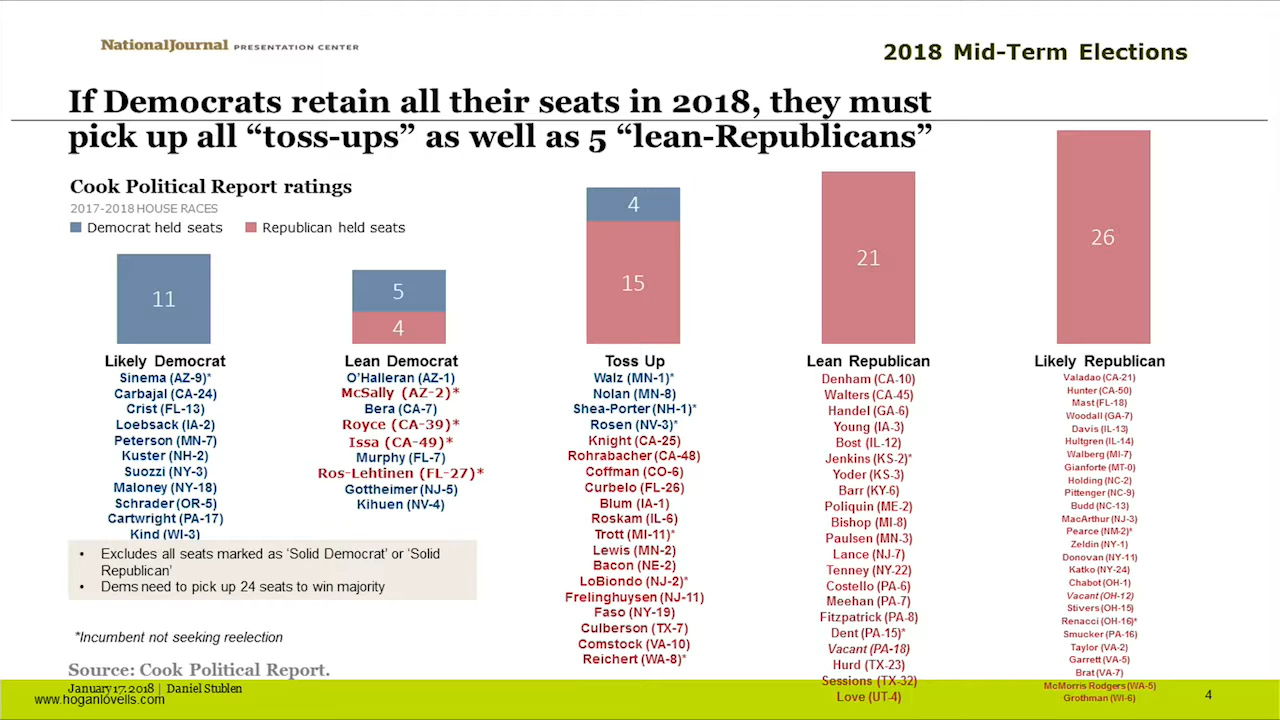 NationalJournal PRESENTATION CENTER
2018 Mid-Term Elections
If Democrats retain all their seats in 2018, they must
pick up all “toss-ups” as well as 5 “lean-Republicans”
Cook Political Report ratings
2017-2018 HOUSE RACES
Democrat held seats
Republican held seats
11
Likely Democrat
Sinema (AZ-9)*
Carbajal (CA-24)
Crist (FL-13)
Loebsack (IA-2)
Peterson (MN-7)
Kuster (NH-2)
Suozzi (NY-3)
Maloney (NY-18)
Schrader (OR-5)
Cartwright (PA-17)
Kind (WI-3)
5
4
Lean Democrat
O’Halleran (AZ-1)
McSally (AZ-2)*
Bera (CA-7)
Royce (CA-39)*
Issa (CA-49)*
Murphy (FL-7)
Ros-Lehtinen (FL-27)*
Gottheimer (NJ-5)
Kihuen (NV-4)
4
15
Toss Up
Walz (MN-1)*
Nolan (MN-8)
Shea-Porter (NH-1)*
Rosen (NV-3)*
Knight (CA-25)
Rohrabacher (CA-48)
Coffman (CO-6)
Curbelo (FL-26)
Blum (IA-1)
Roskam (IL-6)
Trott (MI-11)*
Lewis (MN-2)
Bacon (NE-2)
LoBiondo (NJ-2)*
Frelinghuysen (NJ-11)
Faso (NY-19)
Culberson (TX-7)
Comstock (VA-10)
Reichert (WA-8)*
21
Lean Republican
Denham (CA-10)
Walters (CA-45)
Handel (GA-6)
Young (IA-3)
Bost (IL-12)
Jenkins (KS-2)*
Yoder (KS-3)
Barr (KY-6)
Poliquin (ME-2)
Bishop (MI-8)
Paulsen (MN-3)
Lance (NJ-7)
Tenney (NY-22)
Costello (PA-6)
Meehan (PA-7)
Fitzpatrick (PA-8)
Dent (PA-15)*
Vacant (PA-18)
Hurd (TX-23)
Sessions (TX-32)
Love (UT-4)
26
Likely Republican
Valadao (CA-21)
Hunter (CA-50)
Mast (FL-18)
Woodall (GA-7)
Davis (IL-13)
Hultgren (IL-14)
Walberg (MI-7)
Gianforte (MT-0)
Holding (NC-2)
Pittenger (NC-9)
Budd (NC-13)
MacArthur (NJ-3)
Pearce (NM-2)*
Zeldin (NY-1)
Donovan (NY-11)
Katko (NY-24)
Chabot (OH-1)
Vacant (OH-12)
Stivers (OH-15)
Renacci (OH-16)*
Smucker (PA-16)
Taylor (VA-2)
Garrett (VA-5)
Brat (VA-7)
McMorris Rodgers (WA-5)
Grothman (WI-6)
• Excludes all seats marked as ‘Solid Democrat’ or ‘Solid
Republican’
• Dems need to pick up 24 seats to win majority
*Incumbent not seeking reelection
Source: Cook Political Report.
January 17, 2018 | Daniel Stublen
www.hoganlovells.com
4